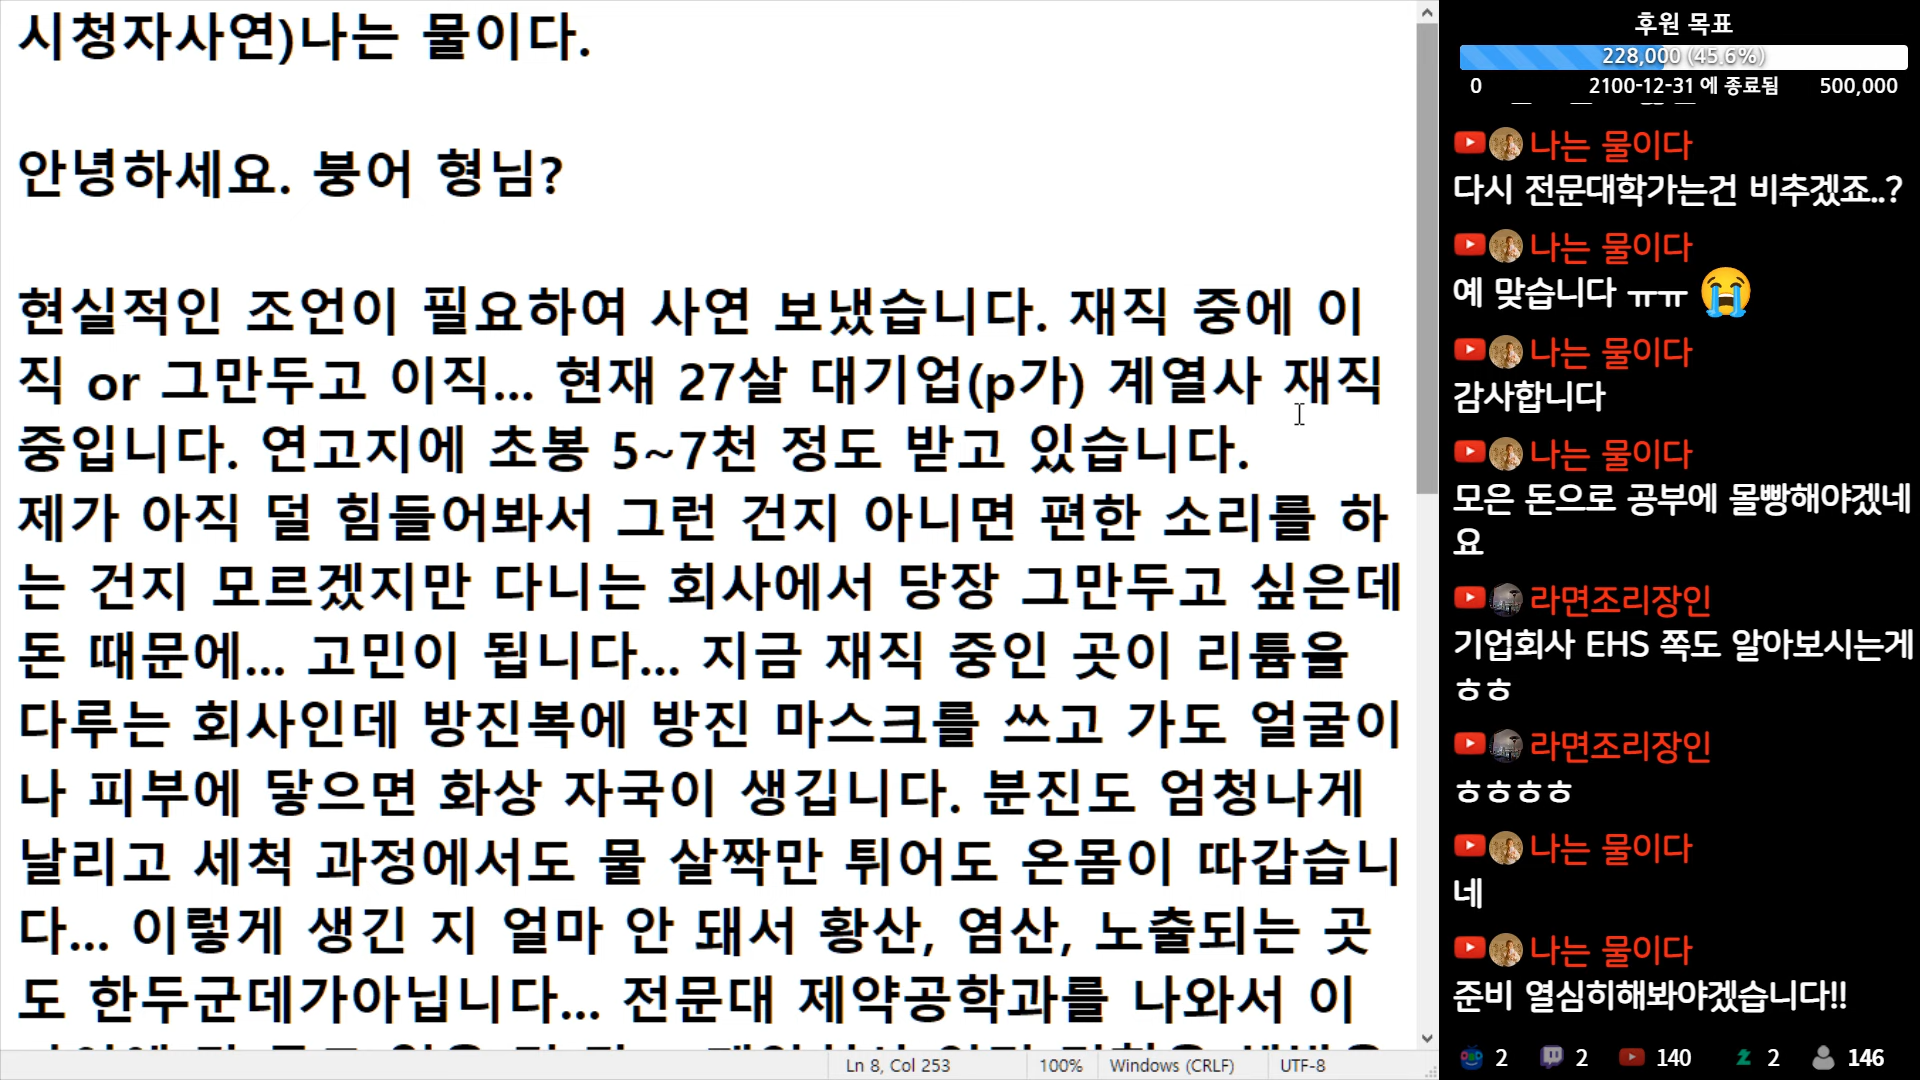 시청자사연)나는 물이다.
안녕하세요. 붕어 형님?
현실적인 조언이 필요하여 사연 보냈습니다. 재직 중에 이
직 or 그만두고 이직... 현재 27살 대기업(p가) 계열사 재직
중입니다. 연고지에 초봉 5~7천 정도 받고 있습니다.
제가 아직 덜 힘들어봐서 그런 건지 아니면 편한 소리를 하
는 건지 모르겠지만 다니는 회사에서 당장 그만두고 싶은데
돈 때문에... 고민이 됩니다... 지금 재직 중인 곳이 리튬을
다루는 회사인데 방진복에 방진 마스크를 쓰고 가도 얼굴이
나 피부에 닿으면 화상 자국이 생깁니다. 분진도 엄청나게
날리고 세척 과정에서도 물 살짝만 튀어도 온몸이 따갑습니
다... 이렇게 생긴 지 얼마 안 돼서 황산, 염산, 노출되는 곳
도 한두군데가아닙니다... 전문대 제약공학과를 나와서 이
Ln 8, Col 253
100%
Windows (CRLF)
UTF-8
후원 목표
228,000 (45.6%)
0 2100-12-31 에 종료됨 500,000
나는 물이다
다시 전문대학가는건 비추겠죠..?
나는 물이다
예 맞습니다 ㅠㅠ 😭
나는 물이다
감사합니다
나는 물이다
모은 돈으로 공부에 몰빵해야겠네
요
라면조리장인
기업회사 EHS 쪽도 알아보시는게
ㅎㅎ
라면조리장인
ㅎㅎㅎㅎ
나는 물이다
네
나는 물이다
준비 열심히해봐야겠습니다!!
2 2 140 2 146